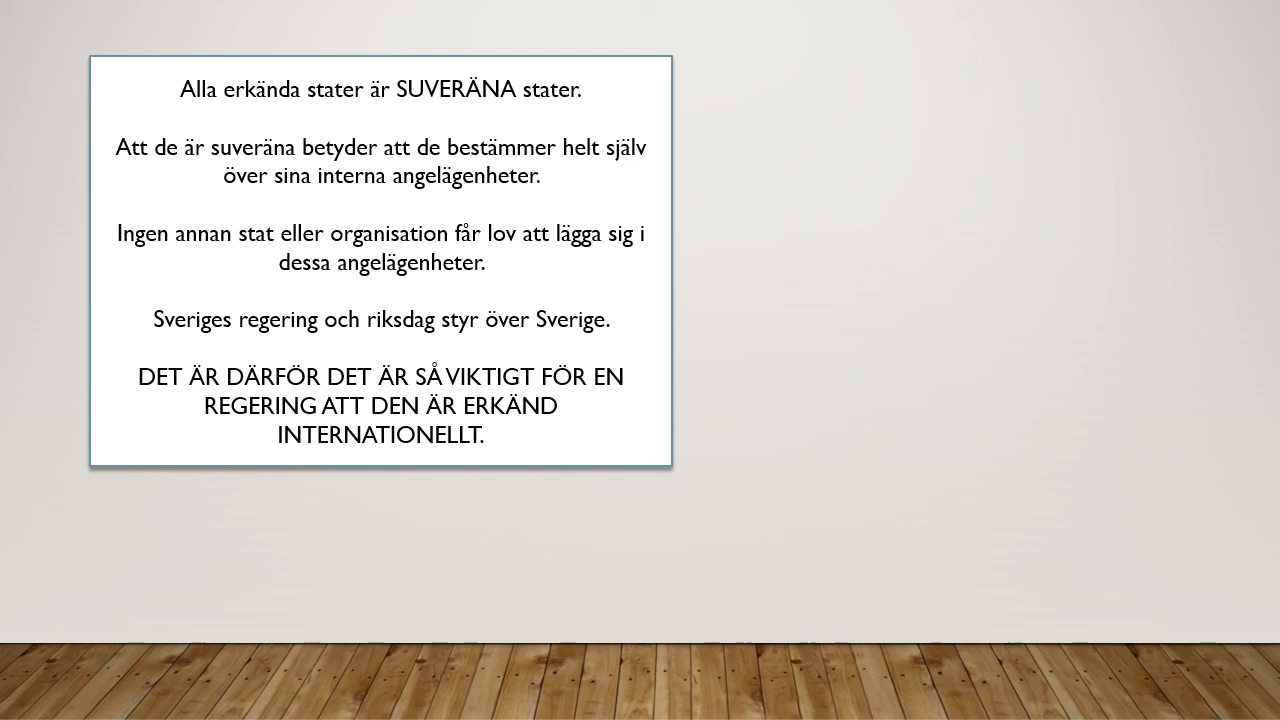 Alla erkända stater är SUVERÄNA stater.
Att de är suveräna betyder att de bestämmer helt själv
över sina interna angelägenheter.
Ingen annan stat eller organisation får lov att lägga sig i
dessa angelägenheter.
Sveriges regering och riksdag styr över Sverige.
DET ÄR DÄRFÖR DET ÄR SÅ VIKTIGT FÖR EN
REGERING ATT DEN ÄR ERKÄND
INTERNATIONELLT.